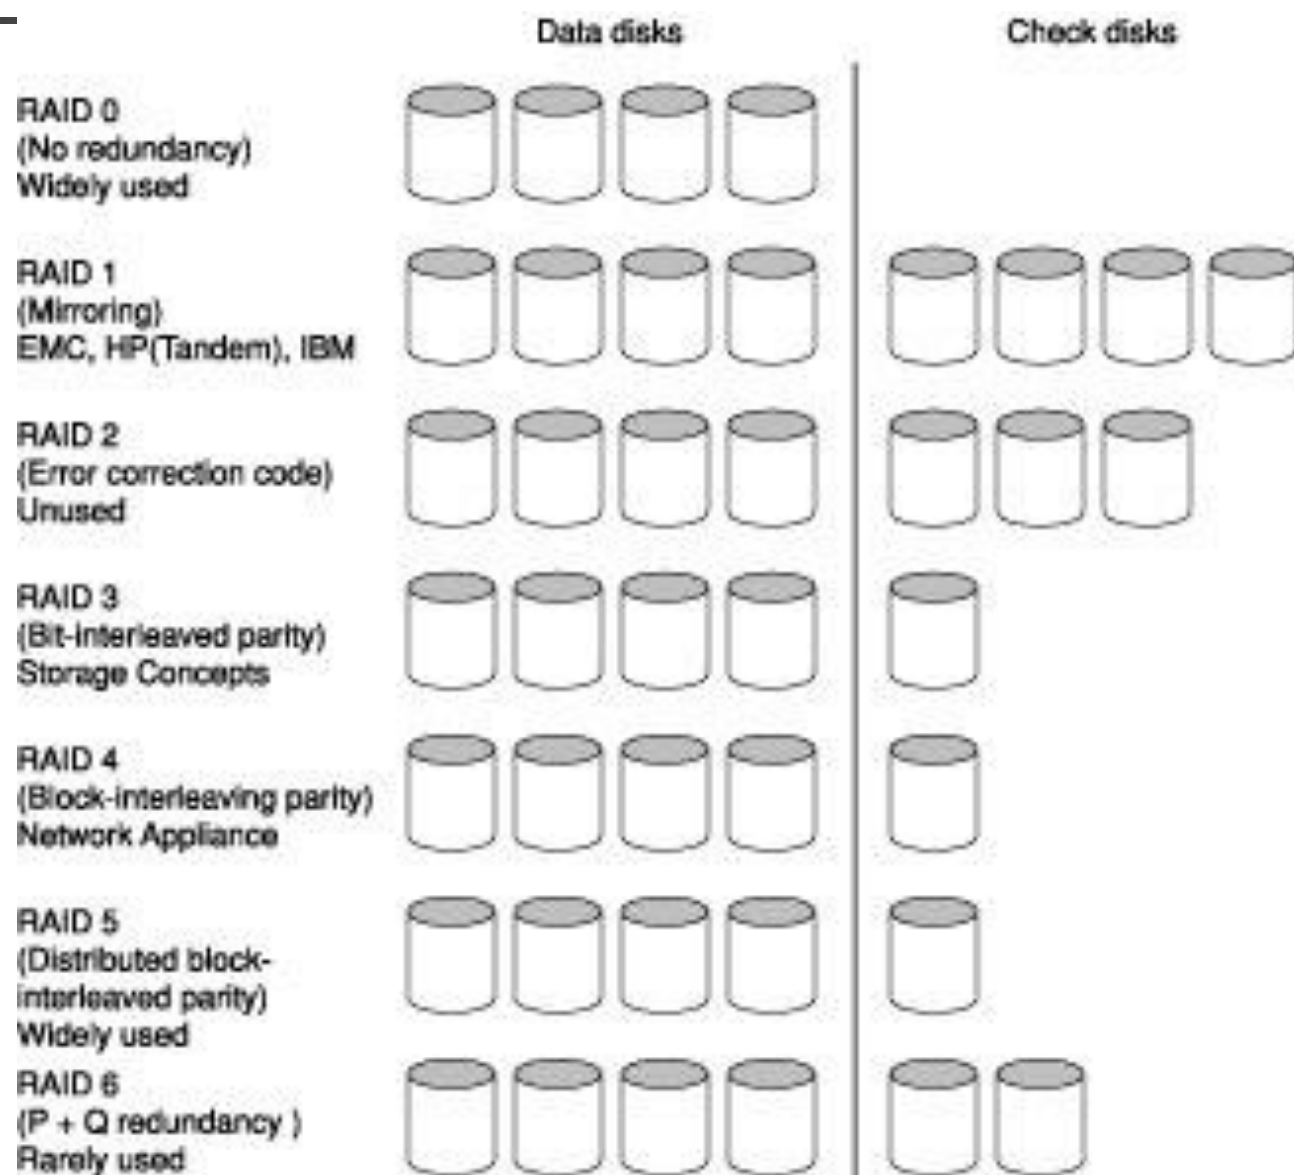 Data disks
Check disks
RAID 0
(No redundancy)
Widely used
RAID 1
(Mirroring)
EMC, HP(Tandem), IBM
RAID 2
(Error correction code)
Unused
RAID 3
(Bit-interleaved parity)
Storage Concepts
RAID 4
(Block-interleaving parity)
Network Appliance
RAID 5
(Distributed block-
interleaved parity)
Widely used
RAID 6
(P + Q redundancy )
Rarely used